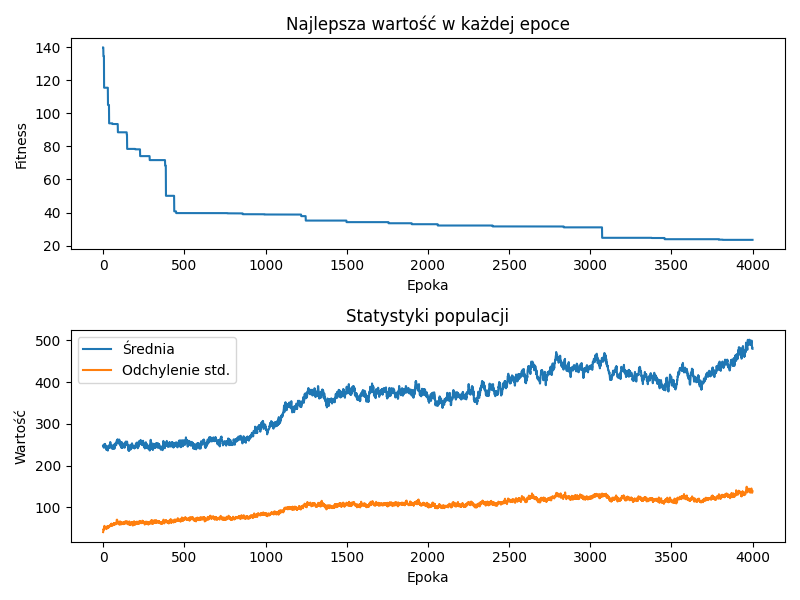 Najlepsza wartość w każdej epoce
140
120
100
80
60
40
20
Fitness
0 500 1000 1500 2000 2500 3000 3500 4000
Epoka
Statystyki populacji
500
400
300
200
100
Wartość
Średnia
Odchylenie std.
0 500 1000 1500 2000 2500 3000 3500 4000
Epoka